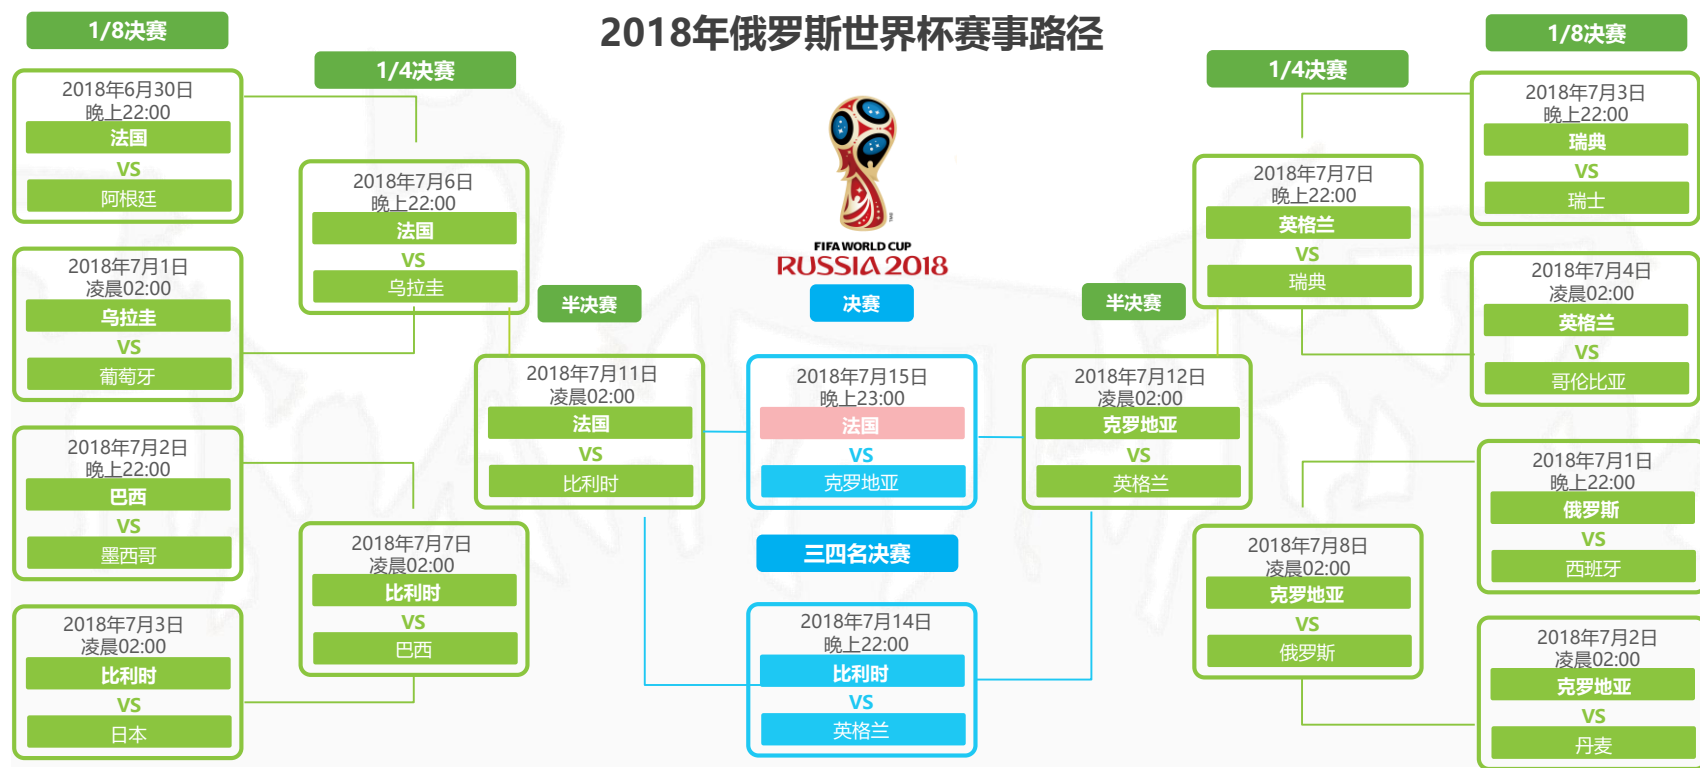 2018年俄罗斯世界杯赛事路径
1/8决赛
2018年6月30日
晚上22:00
法国
VS
阿根廷
2018年7月1日
凌晨02:00
乌拉圭
VS
葡萄牙
2018年7月2日
晚上22:00
巴西
VS
墨西哥
2018年7月3日
凌晨02:00
比利时
VS
日本
1/4决赛
2018年7月6日
晚上22:00
法国
VS
乌拉圭
2018年7月7日
凌晨02:00
比利时
VS
巴西
半决赛
2018年7月11日
凌晨02:00
法国
VS
比利时
FIFA WORLD CUP
RUSSIA 2018
决赛
2018年7月15日
晚上23:00
法国
VS
克罗地亚
三四名决赛
2018年7月14日
晚上22:00
比利时
VS
英格兰
半决赛
2018年7月12日
凌晨02:00
克罗地亚
VS
英格兰
1/4决赛
2018年7月7日
晚上22:00
英格兰
VS
瑞典
2018年7月8日
凌晨02:00
克罗地亚
VS
俄罗斯
1/8决赛
2018年7月3日
晚上22:00
瑞典
VS
瑞士
2018年7月4日
凌晨02:00
英格兰
VS
哥伦比亚
2018年7月1日
晚上22:00
俄罗斯
VS
西班牙
2018年7月2日
凌晨02:00
克罗地亚
VS
丹麦